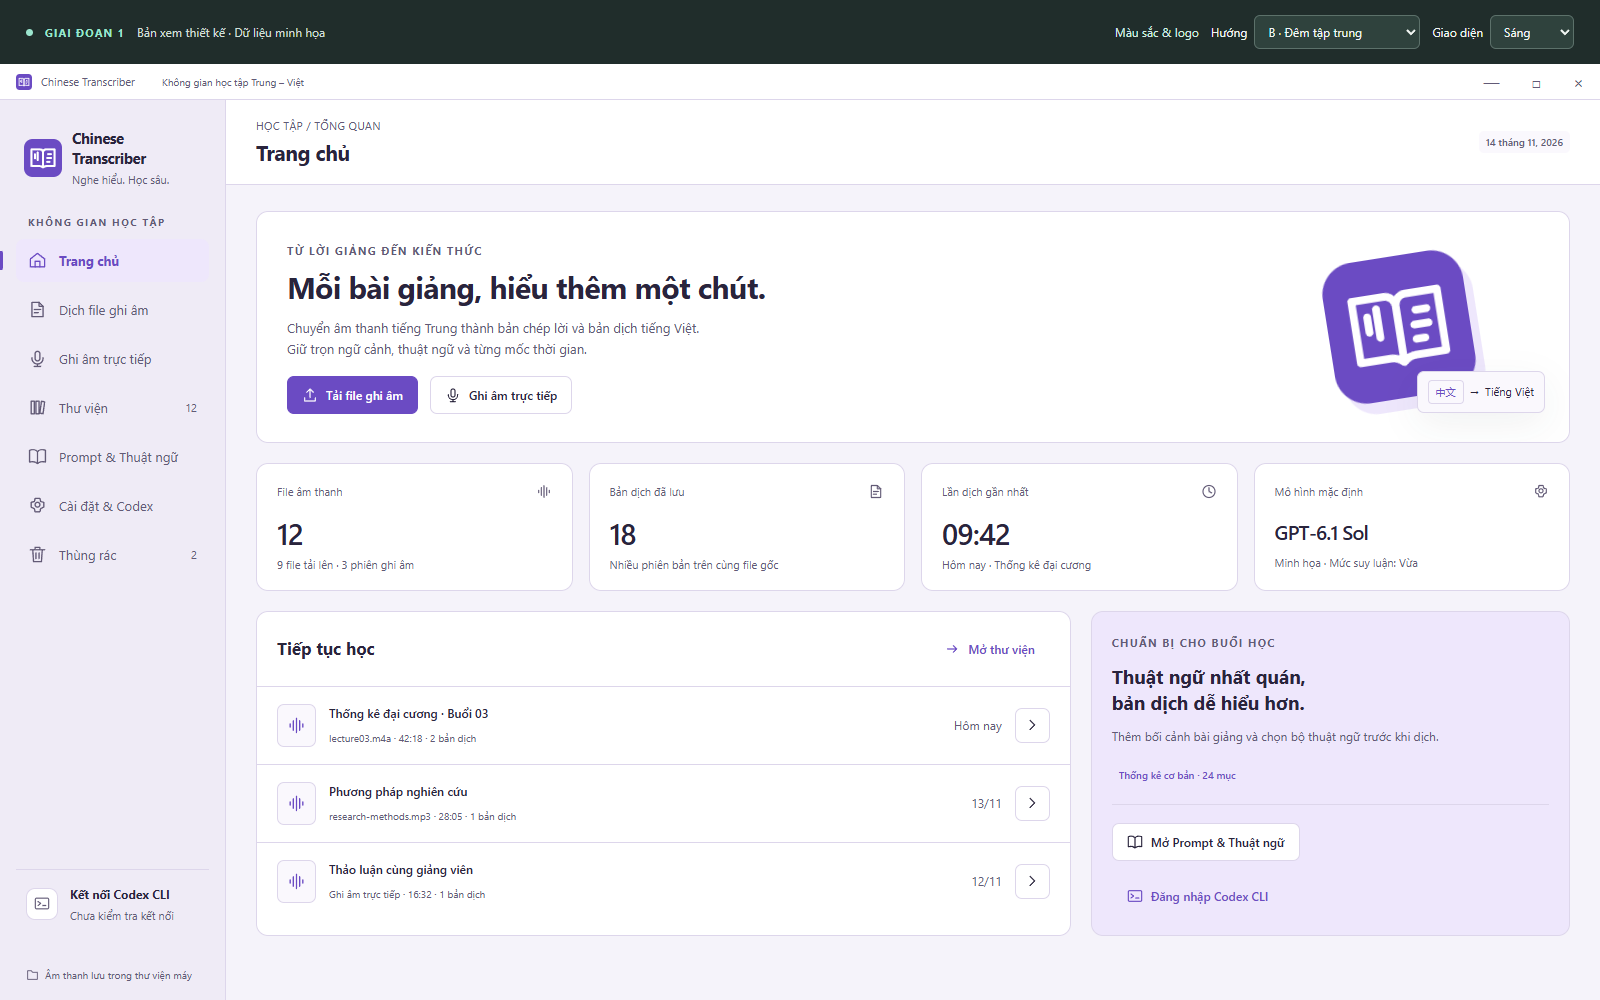 GIAI ĐOẠN 1 Bản xem thiết kế · Dữ liệu minh họa
Màu sắc & logo Hướng B · Đêm tập trung Giao diện Sáng
Chinese Transcriber Không gian học tập Trung – Việt
Chinese
Transcriber
Nghe hiểu. Học sâu.
KHÔNG GIAN HỌC TẬP
Trang chủ
Dịch file ghi âm
Ghi âm trực tiếp
Thư viện 12
Prompt & Thuật ngữ
Cài đặt & Codex
Thùng rác 2
Kết nối Codex CLI
Chưa kiểm tra kết nối
Âm thanh lưu trong thư viện máy
HỌC TẬP / TỔNG QUAN
Trang chủ
14 tháng 11, 2026
TỪ LỜI GIẢNG ĐẾN KIẾN THỨC
Mỗi bài giảng, hiểu thêm một chút.
Chuyển âm thanh tiếng Trung thành bản chép lời và bản dịch tiếng Việt.
Giữ trọn ngữ cảnh, thuật ngữ và từng mốc thời gian.
Tải file ghi âm
Ghi âm trực tiếp
中文 → Tiếng Việt
File âm thanh
12
9 file tải lên · 3 phiên ghi âm
Bản dịch đã lưu
18
Nhiều phiên bản trên cùng file gốc
Lần dịch gần nhất
09:42
Hôm nay · Thống kê đại cương
Mô hình mặc định
GPT-6.1 Sol
Minh họa · Mức suy luận: Vừa
Tiếp tục học
→ Mở thư viện
Thống kê đại cương · Buổi 03
lecture03.m4a · 42:18 · 2 bản dịch
Hôm nay
Phương pháp nghiên cứu
research-methods.mp3 · 28:05 · 1 bản dịch
13/11
Thảo luận cùng giảng viên
Ghi âm trực tiếp · 16:32 · 1 bản dịch
12/11
CHUẨN BỊ CHO BUỔI HỌC
Thuật ngữ nhất quán,
bản dịch dễ hiểu hơn.
Thêm bối cảnh bài giảng và chọn bộ thuật ngữ trước khi dịch.
Thống kê cơ bản · 24 mục
Mở Prompt & Thuật ngữ
Đăng nhập Codex CLI